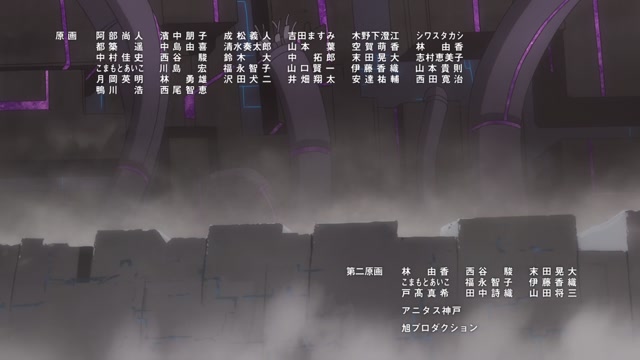 原画 阿部尚人 濱中朋子 成松義人 吉田ますみ 木野下澄江 シワスタカシ
都築遥 中島由喜 清水奏太郎 山本葉 空賀萌香 林由香
中村佳史 西谷駿 鈴木大 中拓郎 末田晃大 志村恵美子
こまもとあいこ 川島宏 福永智子 山口賢一 伊藤香織 山本貴則
月岡英明 林勇雄 沢田犬二 井畑翔太 安達祐輔 西田寛治
鴨川浩 西尾智恵
第二原画 林由香 西谷駿 末田晃大
こまもとあいこ 福永智子 伊藤香織
戸髙真希 田中詩織 山田将三
アニタス神戸
旭プロダクション